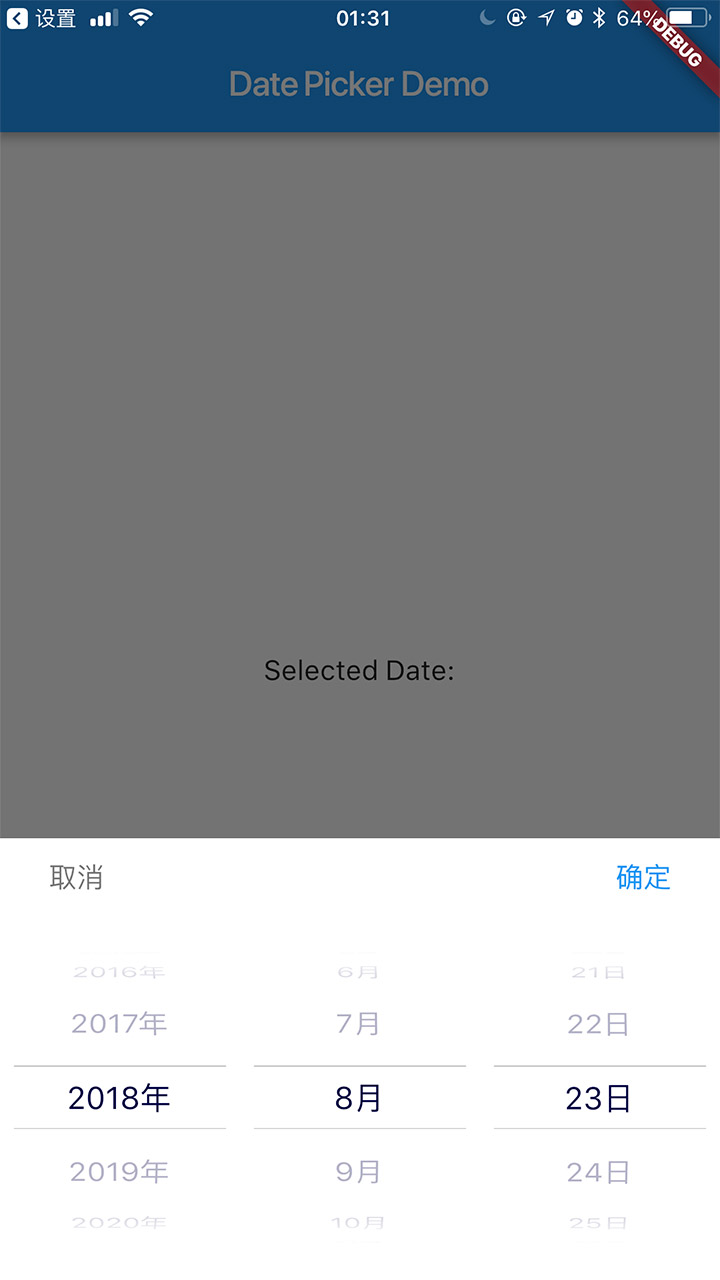 设置 01:31 64%
DEBUG
Date Picker Demo
Selected Date:
取消 确定
2016年 6月 21日
2017年 7月 22日
2018年 8月 23日
2019年 9月 24日
2020年 10月 25日